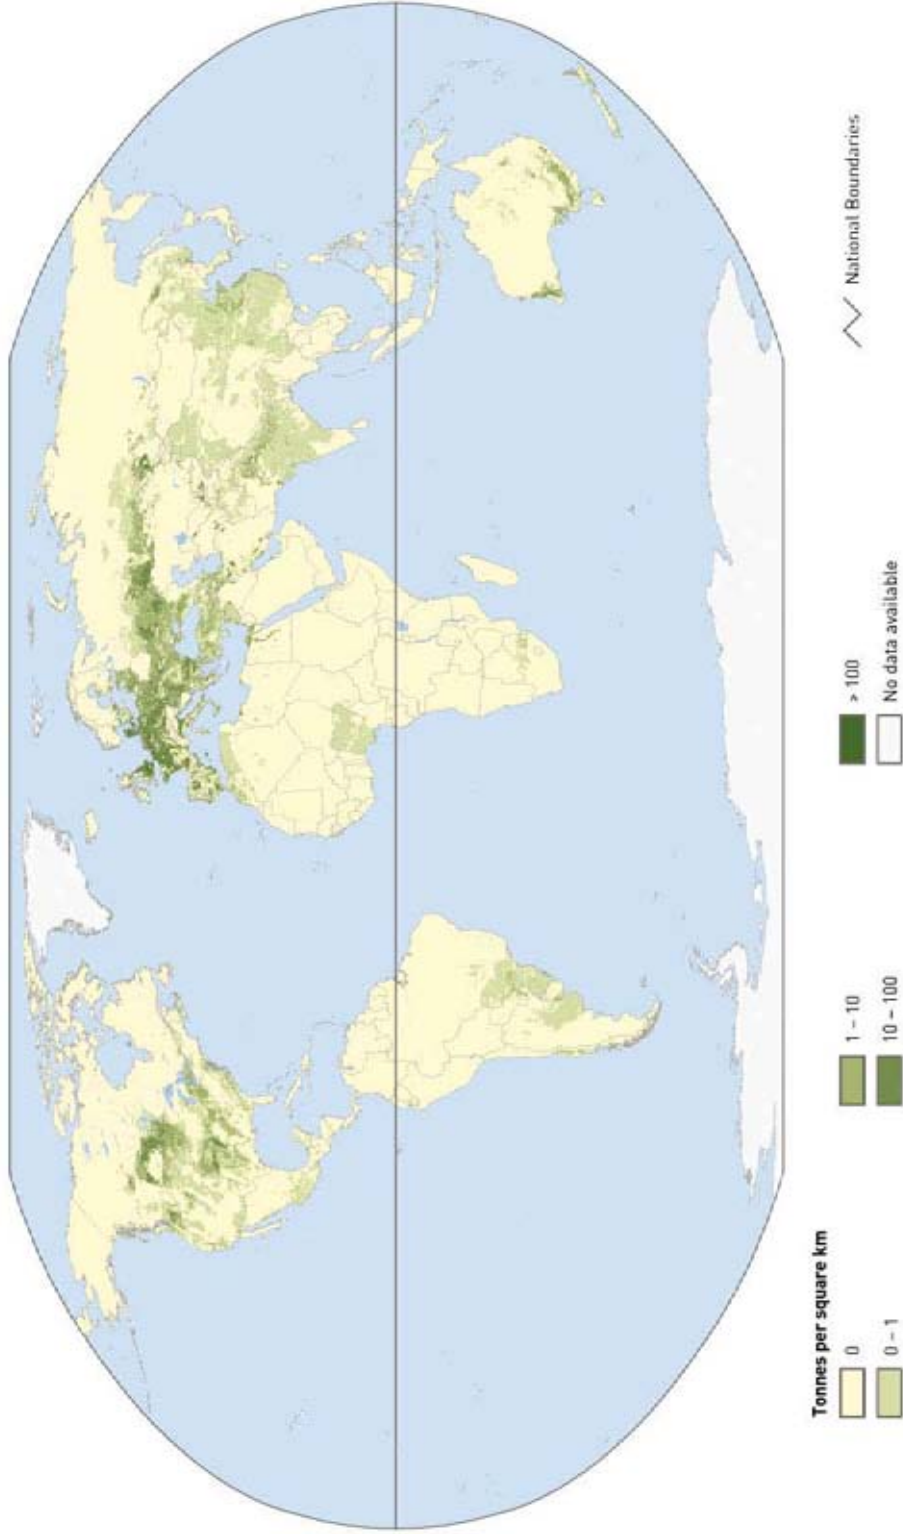 Tonnes per square km
0
0 – 1
1 – 10
10 – 100
> 100
No data available
National Boundaries